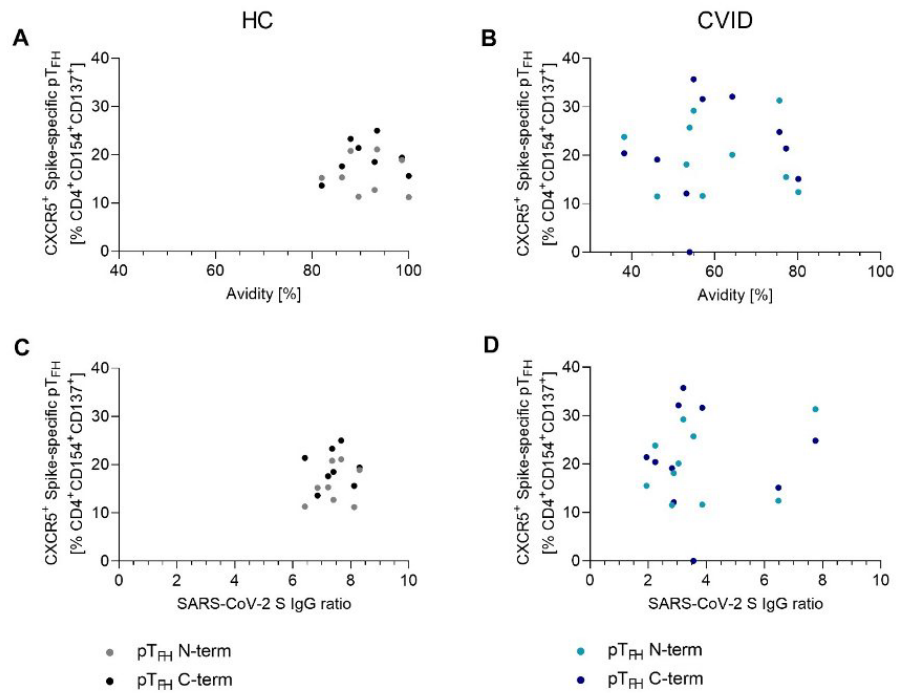 HC
CVID
A
CXCR5+ Spike-specific pTFH
[% CD4+CD154+CD137+]
40
30
20
10
0
40
60
80
100
Avidity [%]
B
CXCR5+ Spike-specific pTFH
[% CD4+CD154+CD137+]
40
30
20
10
0
40
60
80
100
Avidity [%]
C
CXCR5+ Spike-specific pTFH
[% CD4+CD154+CD137+]
40
30
20
10
0
0
2
4
6
8
10
SARS-CoV-2 S IgG ratio
D
CXCR5+ Spike-specific pTFH
[% CD4+CD154+CD137+]
40
30
20
10
0
0
2
4
6
8
10
SARS-CoV-2 S IgG ratio
pTFH N-term
pTFH C-term
pTFH N-term
pTFH C-term